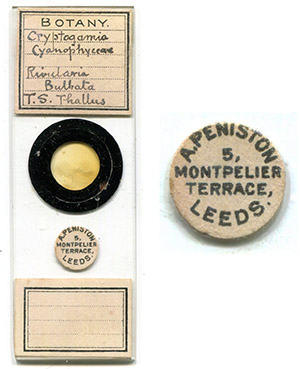 BOTANY.
Cryptogamia
Cyanophyceae
Rivularia
Bullata
T.S. Thallus
A. PENISTON
5,
MONTPELIER
TERRACE,
LEEDS.
A. PENISTON
5,
MONTPELIER
TERRACE,
LEEDS.